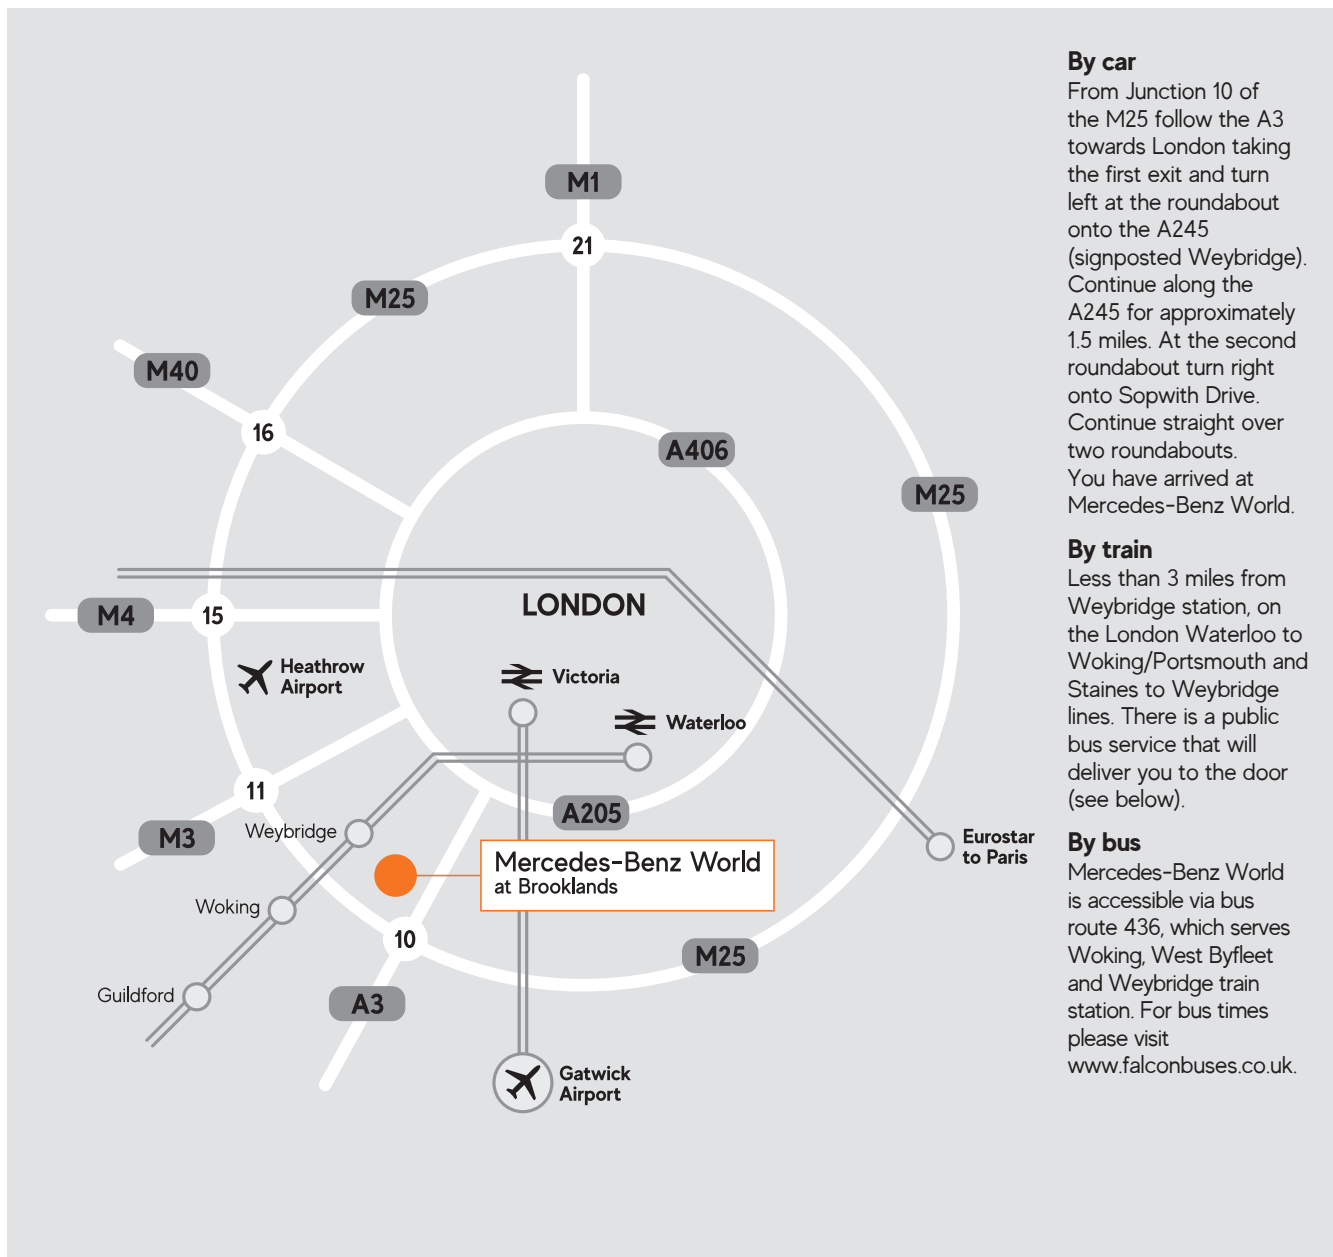 M1
21
M25
M40
16
A406
M25
LONDON
M4
15
Heathrow
Airport
Victoria
Waterloo
11
Weybridge
M3
A205
Mercedes-Benz World
at Brooklands
Eurostar
to Paris
Woking
10
M25
Guildford
A3
Gatwick
Airport
By car
From Junction 10 of
the M25 follow the A3
towards London taking
the first exit and turn
left at the roundabout
onto the A245
(signposted Weybridge).
Continue along the
A245 for approximately
1.5 miles. At the second
roundabout turn right
onto Sopwith Drive.
Continue straight over
two roundabouts.
You have arrived at
Mercedes-Benz World.
By train
Less than 3 miles from
Weybridge station, on
the London Waterloo to
Woking/Portsmouth and
Staines to Weybridge
lines. There is a public
bus service that will
deliver you to the door
(see below).
By bus
Mercedes-Benz World
is accessible via bus
route 436, which serves
Woking, West Byfleet
and Weybridge train
station. For bus times
please visit
www.falconbuses.co.uk.